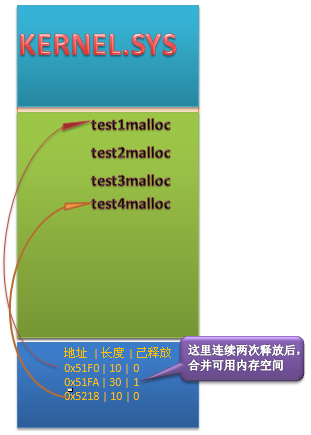 KERNEL.SYS
test1malloc
test2malloc
test3malloc
test4malloc
地址 | 长度 | 己释放
0x51F0 | 10 | 0
0x51FA | 30 | 1
0x5218 | 10 | 0
这里连续两次释放后，
合并可用内存空间